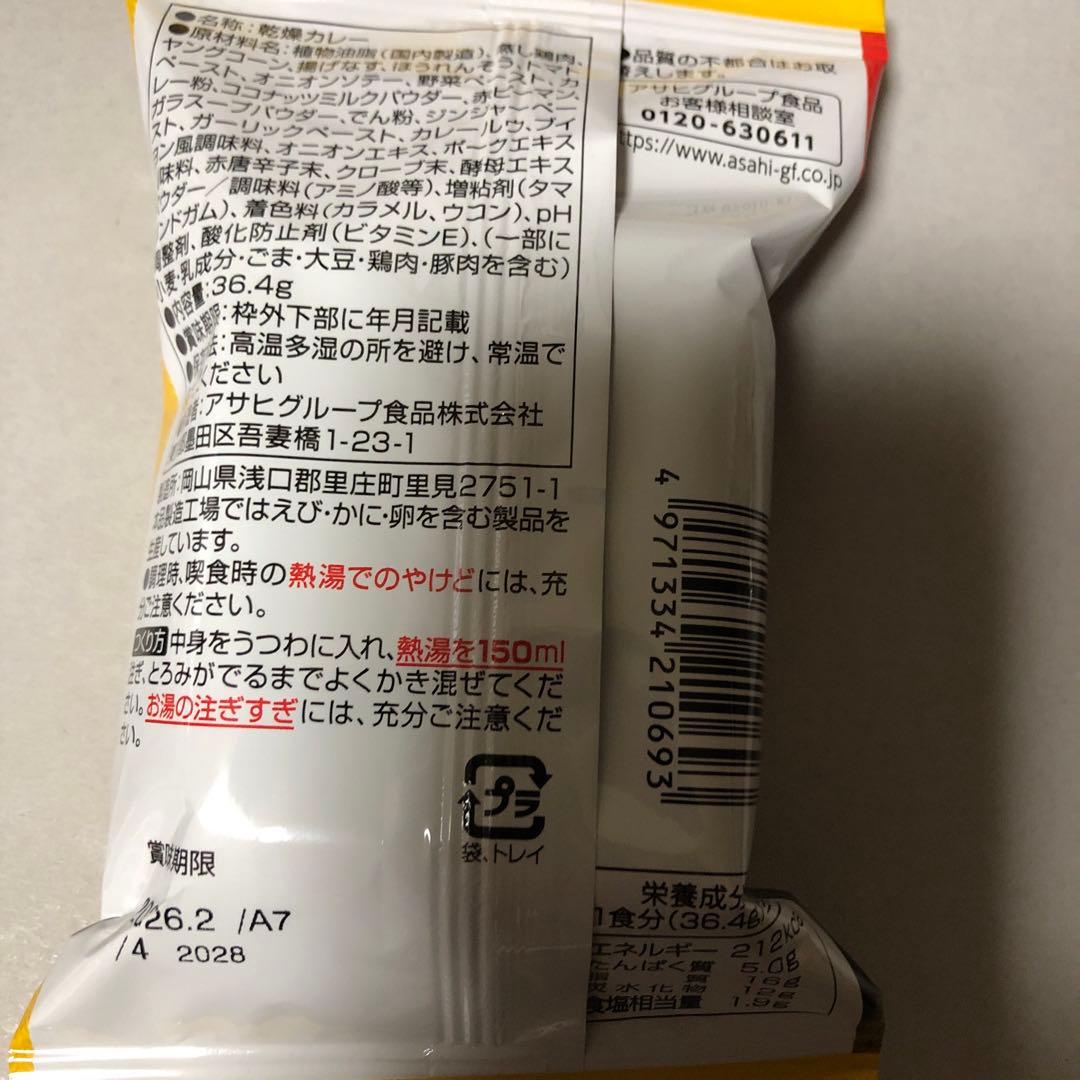 ●名称:乾燥カレー
●原材料名:植物油脂(国内製造)、蒸し鶏肉、
ヤングコーン、揚げなす、ほうれんそう、トマト
ペースト、オニオンソテー、野菜ペースト、カ
レー粉、ココナッツミルクパウダー、赤ピーマン、
ガラスープパウダー、でん粉、ジンジャーペー
スト、ガーリックペースト、カレールウ、ブイ
ヨン風調味料、オニオンエキス、ポークエキス
味料、赤唐辛子末、クローブ末、酵母エキス
ウダー/調味料(アミノ酸等)、増粘剤(タマ
ンドガム)、着色料(カラメル、ウコン)、pH
調整剤、酸化防止剤(ビタミンE)、(一部に
小麦・乳成分・ごま・大豆・鶏肉・豚肉を含む)
●内容量:36.4g
●賞味期限:枠外下部に年月記載
●保存方法:高温多湿の所を避け、常温で
ください
者:アサヒグループ食品株式会社
墨田区吾妻橋1-23-1
製造所:岡山県浅口郡里庄町里見2751-1
本品製造工場ではえび・かに・卵を含む製品を
生産しています。
●調理時、喫食時の熱湯でのやけどには、充
分ご注意ください。
つくり方 中身をうつわに入れ、熱湯を150ml
注ぎ、とろみがでるまでよくかき混ぜてくだ
さい。お湯の注ぎすぎには、充分ご注意くだ
さい。
プラ
袋、トレイ
賞味期限
2026.2 /A7
/4 2028
●品質の不都合はお取
替えします。
アサヒグループ食品
お客様相談室
0120-630611
https://www.asahi-gf.co.jp
4 971334 210693
栄養成分
1食分(36.4g)
エネルギー 212kcal
たんぱく質 5.0g
脂質 16g
炭水化物 12g
食塩相当量 1.9g